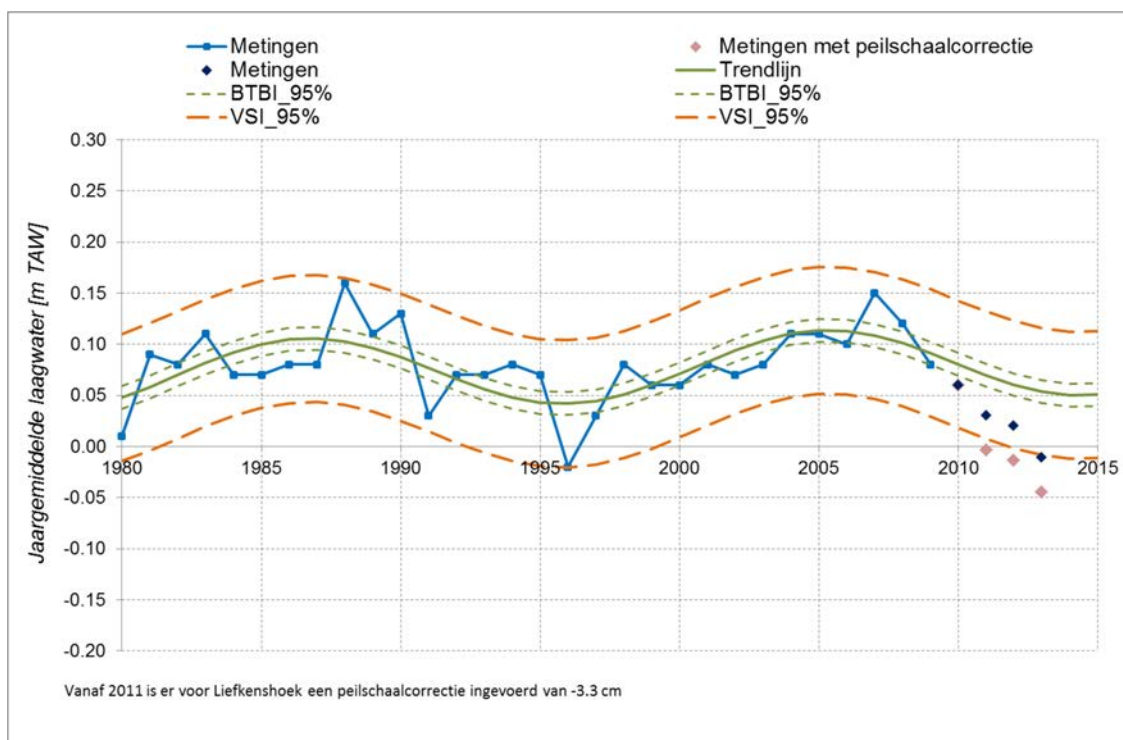 Metingen
Metingen met peilschaalcorrectie
Metingen
Trendlijn
BTBI_95%
BTBI_95%
VSI_95%
VSI_95%
Jaargemiddelde laagwater [m TAW]
0.30
0.25
0.20
0.15
0.10
0.05
0.00
-0.05
-0.10
-0.15
-0.20
1980 1985 1990 1995 2000 2005 2010 2015
Vanaf 2011 is er voor Liefkenshoek een peilschaalcorrectie ingevoerd van -3.3 cm